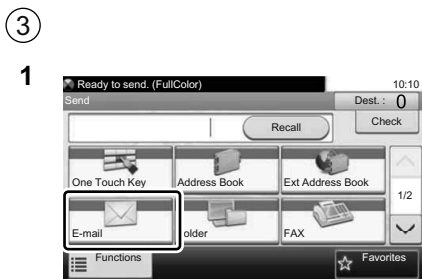 3
1
Ready to send. (FullColor) 10:10
Send Dest. : 0
Recall Check
One Touch Key Address Book Ext Address Book
1/2
E-mail older FAX
Functions Favorites